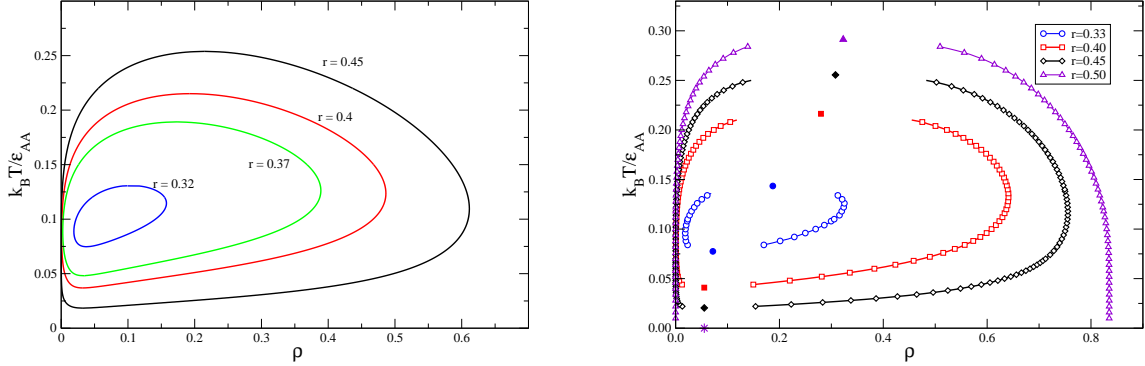 k_B T/ε_AA
0.25
0.2
0.15
0.1
0.05
0
r = 0.45
r = 0.4
r = 0.37
r = 0.32
0 0.1 0.2 0.3 0.4 0.5 0.6 0.7
ρ
k_B T/ε_AA
0.30
0.25
0.20
0.15
0.10
0.05
0.00
r=0.33
r=0.40
r=0.45
r=0.50
0 0.2 0.4 0.6 0.8
ρ